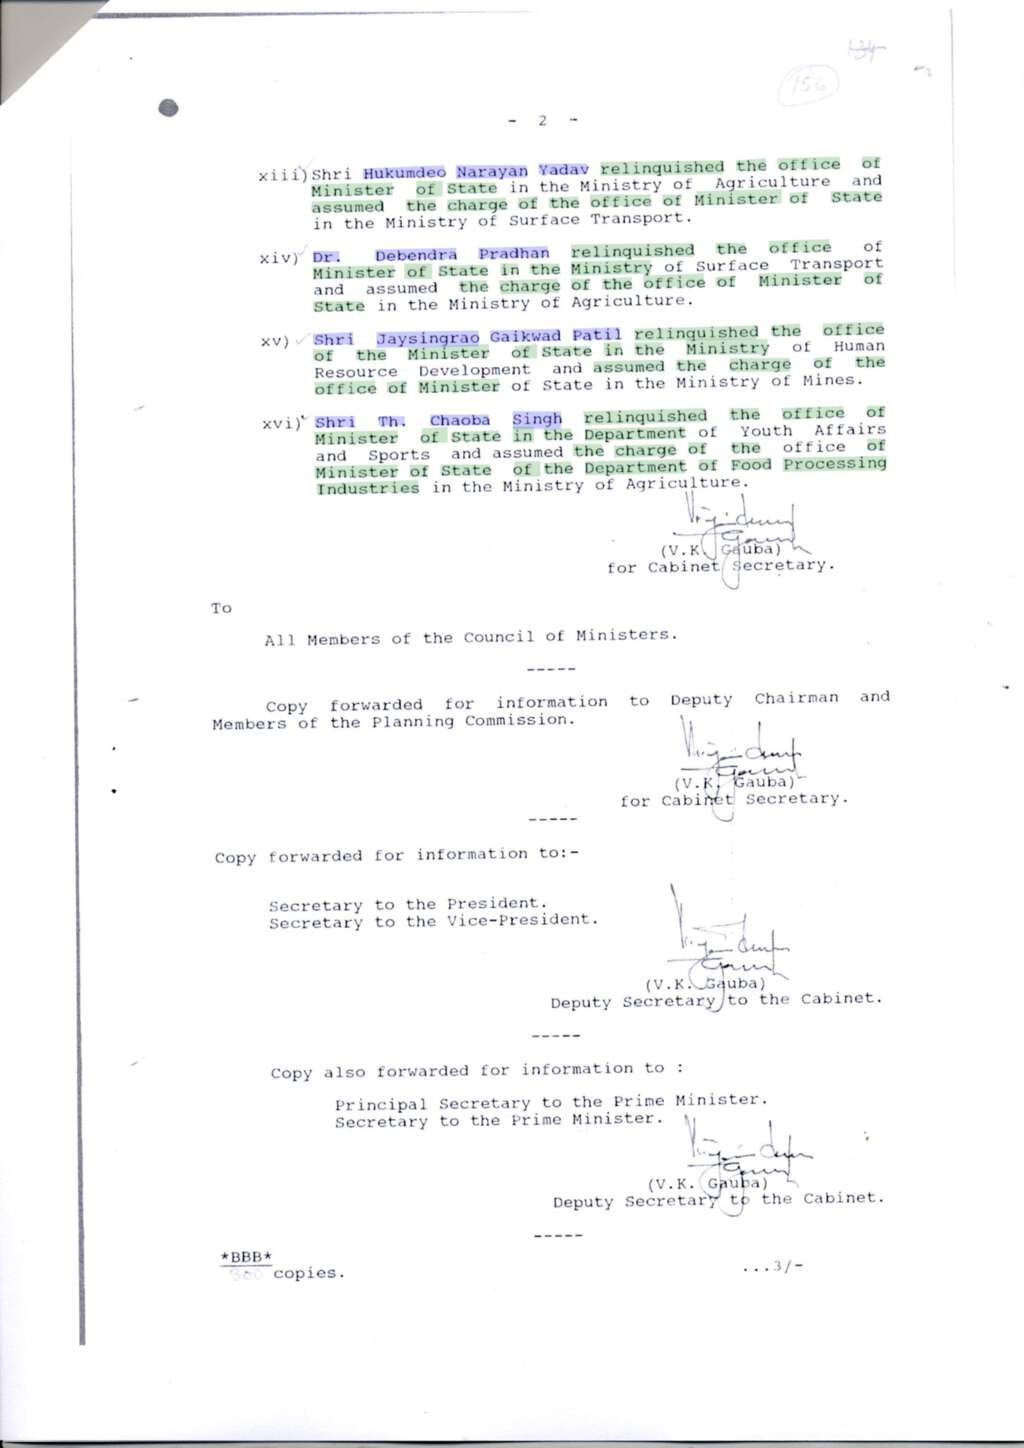 156
- 2 -
xiii) Shri Hukumdeo Narayan Yadav relinquished the office of
Minister of State in the Ministry of Agriculture and
assumed the charge of the office of Minister of State
in the Ministry of Surface Transport.
xiv) Dr. Debendra Pradhan relinquished the office of
Minister of State in the Ministry of Surface Transport
and assumed the charge of the office of Minister of
State in the Ministry of Agriculture.
xv) Shri Jaysingrao Gaikwad Patil relinquished the office
of the Minister of State in the Ministry of Human
Resource Development and assumed the charge of the
office of Minister of State in the Ministry of Mines.
xvi) Shri Th. Chaoba Singh relinquished the office of
Minister of State in the Department of Youth Affairs
and Sports and assumed the charge of the office of
Minister of State of the Department of Food Processing
Industries in the Ministry of Agriculture.
(V.K. Gauba)
for Cabinet Secretary.
To
All Members of the Council of Ministers.
-----
Copy forwarded for information to Deputy Chairman and
Members of the Planning Commission.
(V.K. Gauba)
for Cabinet Secretary.
-----
Copy forwarded for information to:-
Secretary to the President.
Secretary to the Vice-President.
(V.K. Gauba)
Deputy Secretary to the Cabinet.
-----
Copy also forwarded for information to :
Principal Secretary to the Prime Minister.
Secretary to the Prime Minister.
(V.K. Gauba)
Deputy Secretary to the Cabinet.
-----
*BBB*
copies.
...3/-